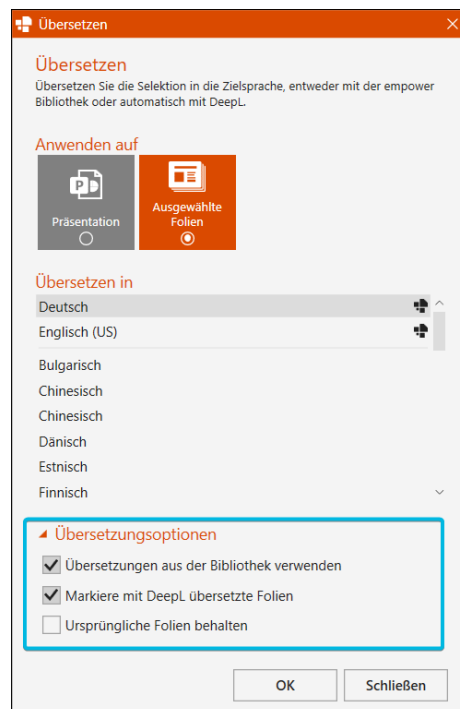 Übersetzen
Übersetzen
Übersetzen Sie die Selektion in die Zielsprache, entweder mit der empower
Bibliothek oder automatisch mit DeepL.
Anwenden auf
Präsentation
Ausgewählte
Folien
Übersetzen in
Deutsch
Englisch (US)
Bulgarisch
Chinesisch
Chinesisch
Dänisch
Estnisch
Finnisch
Übersetzungsoptionen
Übersetzungen aus der Bibliothek verwenden
Markiere mit DeepL übersetzte Folien
Ursprüngliche Folien behalten
OK Schließen